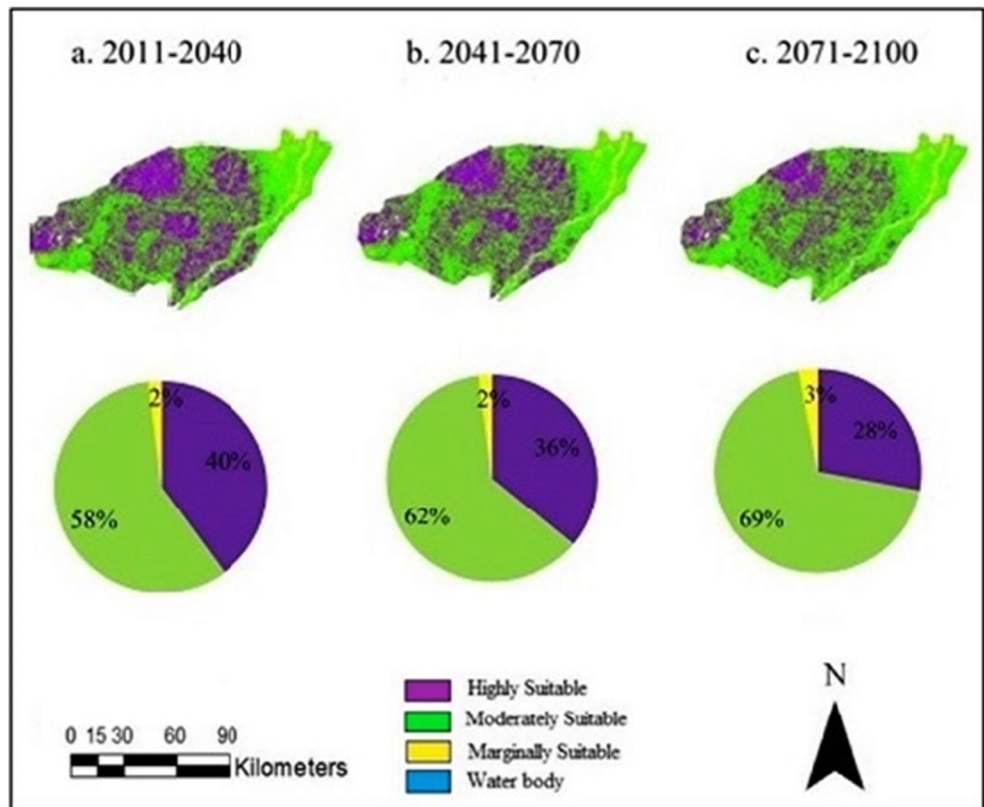 a. 2011-2040
b. 2041-2070
c. 2071-2100
2%
40%
58%
2%
36%
62%
3%
28%
69%
0 15 30 60 90
Kilometers
Highly Suitable
Moderately Suitable
Marginally Suitable
Water body
N